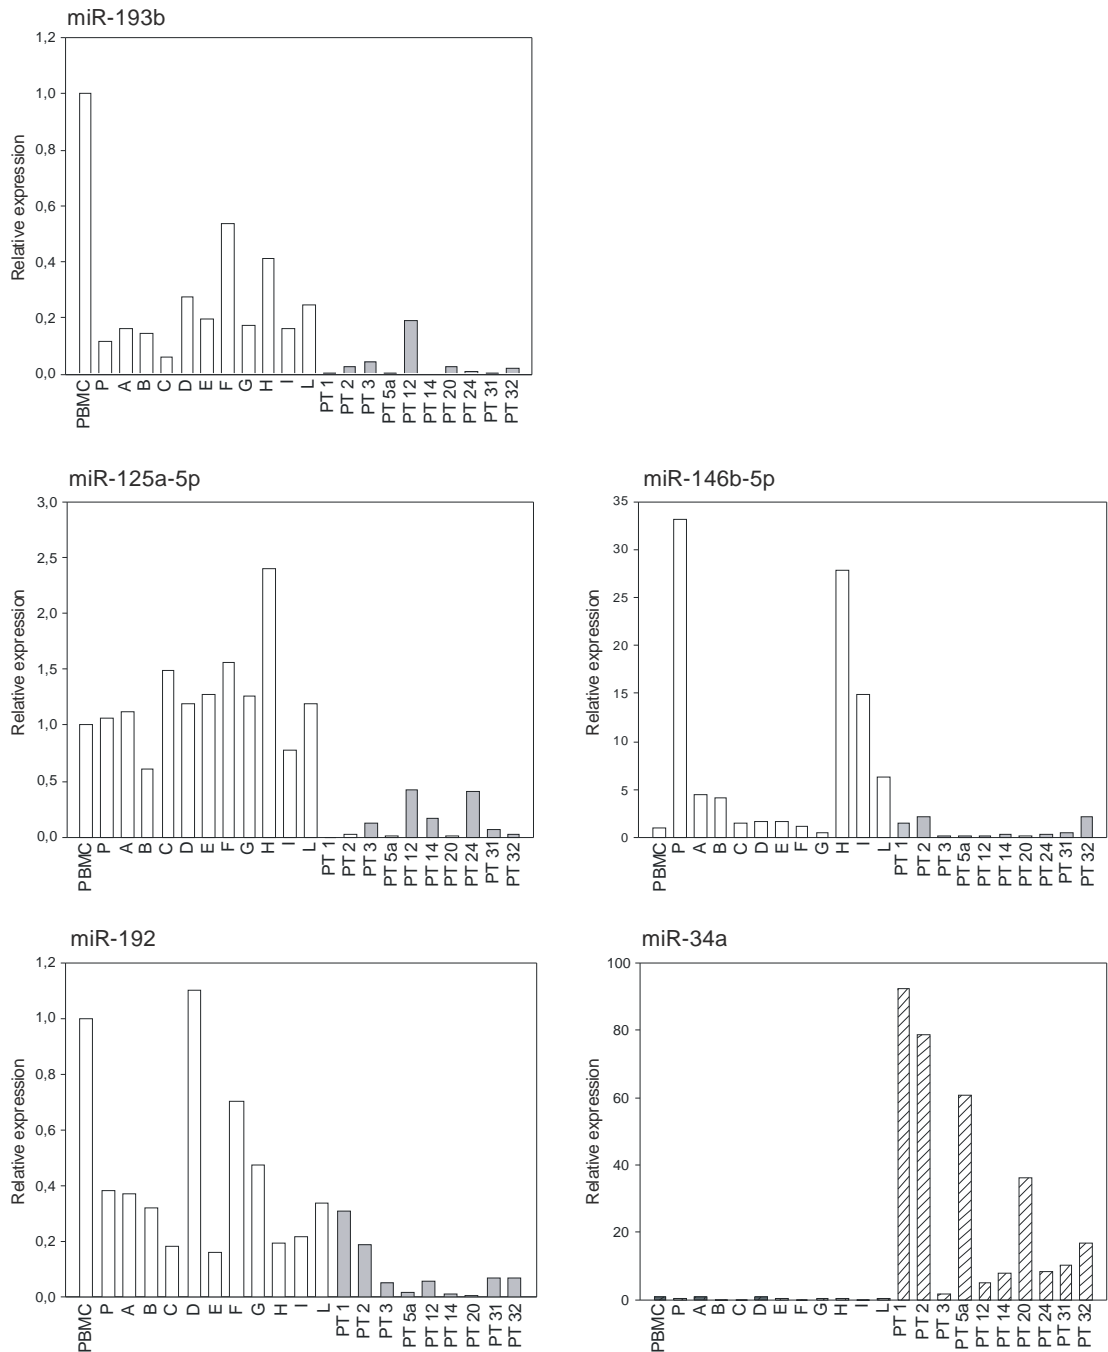 miR-193b
1,2
1,0
0,8
0,6
0,4
0,2
0,0
Relative expression
PBMC P A B C D E F G H I L PT 1 PT 2 PT 3 PT 5a PT 12 PT 14 PT 20 PT 24 PT 31 PT 32
miR-125a-5p
3,0
2,5
2,0
1,5
1,0
0,5
0,0
Relative expression
PBMC P A B C D E F G H I L PT 1 PT 2 PT 3 PT 5a PT 12 PT 14 PT 20 PT 24 PT 31 PT 32
miR-146b-5p
35
30
25
20
15
10
5
0
Relative expression
PBMC P A B C D E F G H I L PT 1 PT 2 PT 3 PT 5a PT 12 PT 14 PT 20 PT 24 PT 31 PT 32
miR-192
1,2
1,0
0,8
0,6
0,4
0,2
0,0
Relative expression
PBMC P A B C D E F G H I L PT 1 PT 2 PT 3 PT 5a PT 12 PT 14 PT 20 PT 31 PT 32
miR-34a
100
80
60
40
20
0
Relative expression
PBMC P A B C D E F G H I L PT 1 PT 2 PT 3 PT 5a PT 12 PT 14 PT 20 PT 24 PT 31 PT 32